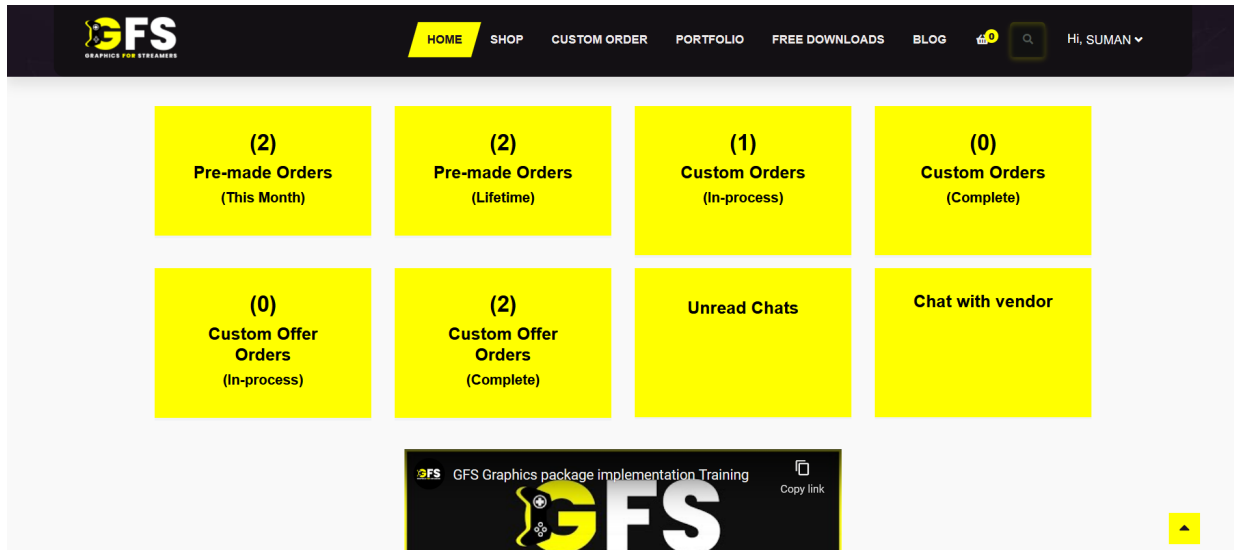 GFS
GRAPHICS FOR STREAMERS
HOME SHOP CUSTOM ORDER PORTFOLIO FREE DOWNLOADS BLOG 0 Hi, SUMAN
(2)
Pre-made Orders
(This Month)
(2)
Pre-made Orders
(Lifetime)
(1)
Custom Orders
(In-process)
(0)
Custom Orders
(Complete)
(0)
Custom Offer
Orders
(In-process)
(2)
Custom Offer
Orders
(Complete)
Unread Chats
Chat with vendor
GFS
GFS Graphics package implementation Training
Copy link
GFS